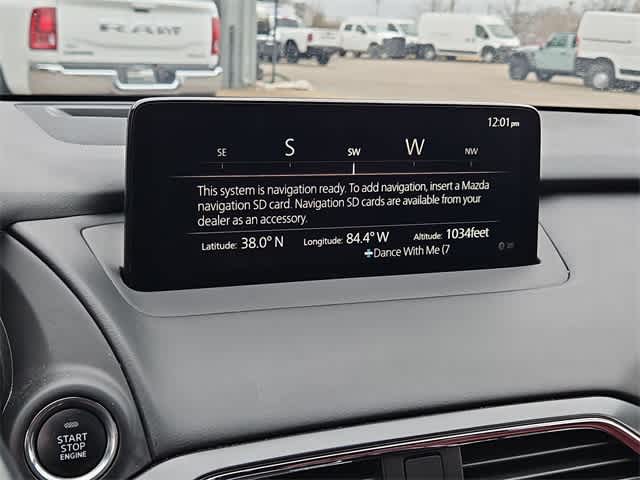 RAM
12:01pm
SE S SW W NW
This system is navigation ready. To add navigation, insert a Mazda
navigation SD card. Navigation SD cards are available from your
dealer as an accessory.
Latitude: 38.0° N Longitude: 84.4° W Altitude: 1034feet
Dance With Me (7
START
STOP
ENGINE